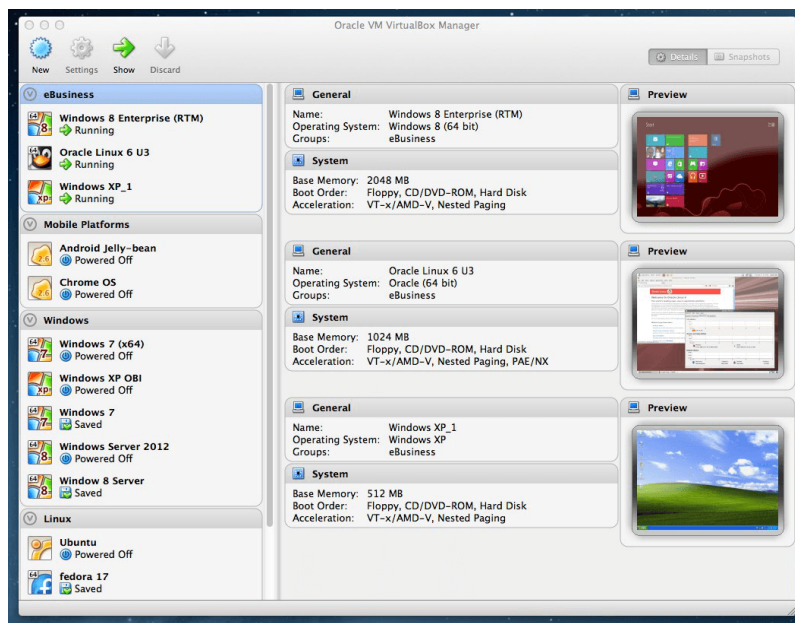 Oracle VM VirtualBox Manager
New Settings Show Discard
Details Snapshots
eBusiness
Windows 8 Enterprise (RTM)
Running
Oracle Linux 6 U3
Running
Windows XP_1
Running
Mobile Platforms
Android Jelly-bean
Powered Off
Chrome OS
Powered Off
Windows
Windows 7 (x64)
Powered Off
Windows XP OBI
Powered Off
Windows 7
Saved
Windows Server 2012
Powered Off
Window 8 Server
Saved
Linux
Ubuntu
Powered Off
fedora 17
Saved
General
Name: Windows 8 Enterprise (RTM)
Operating System: Windows 8 (64 bit)
Groups: eBusiness
System
Base Memory: 2048 MB
Boot Order: Floppy, CD/DVD-ROM, Hard Disk
Acceleration: VT-x/AMD-V, Nested Paging
Preview
General
Name: Oracle Linux 6 U3
Operating System: Oracle (64 bit)
Groups: eBusiness
System
Base Memory: 1024 MB
Boot Order: Floppy, CD/DVD-ROM, Hard Disk
Acceleration: VT-x/AMD-V, Nested Paging, PAE/NX
Preview
General
Name: Windows XP_1
Operating System: Windows XP
Groups: eBusiness
System
Base Memory: 512 MB
Boot Order: Floppy, CD/DVD-ROM, Hard Disk
Acceleration: VT-x/AMD-V, Nested Paging
Preview